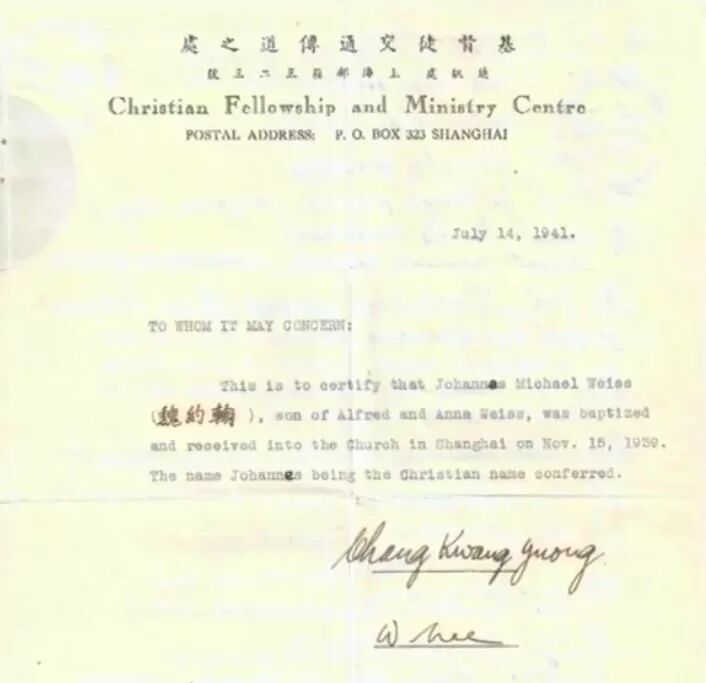 基督徒交通傳道之處
通訊處 上海郵箱三二三號
Christian Fellowship and Ministry Centre
POSTAL ADDRESS: P. O. BOX 323 SHANGHAI
July 14, 1941.
TO WHOM IT MAY CONCERN:
This is to certify that Johannes Michael Weiss
(魏約翰), son of Alfred and Anna Weiss, was baptized
and received into the Church in Shanghai on Nov. 15, 1939.
The name Johannes being the Christian name conferred.
Chang Kwang Yuong
W Nee